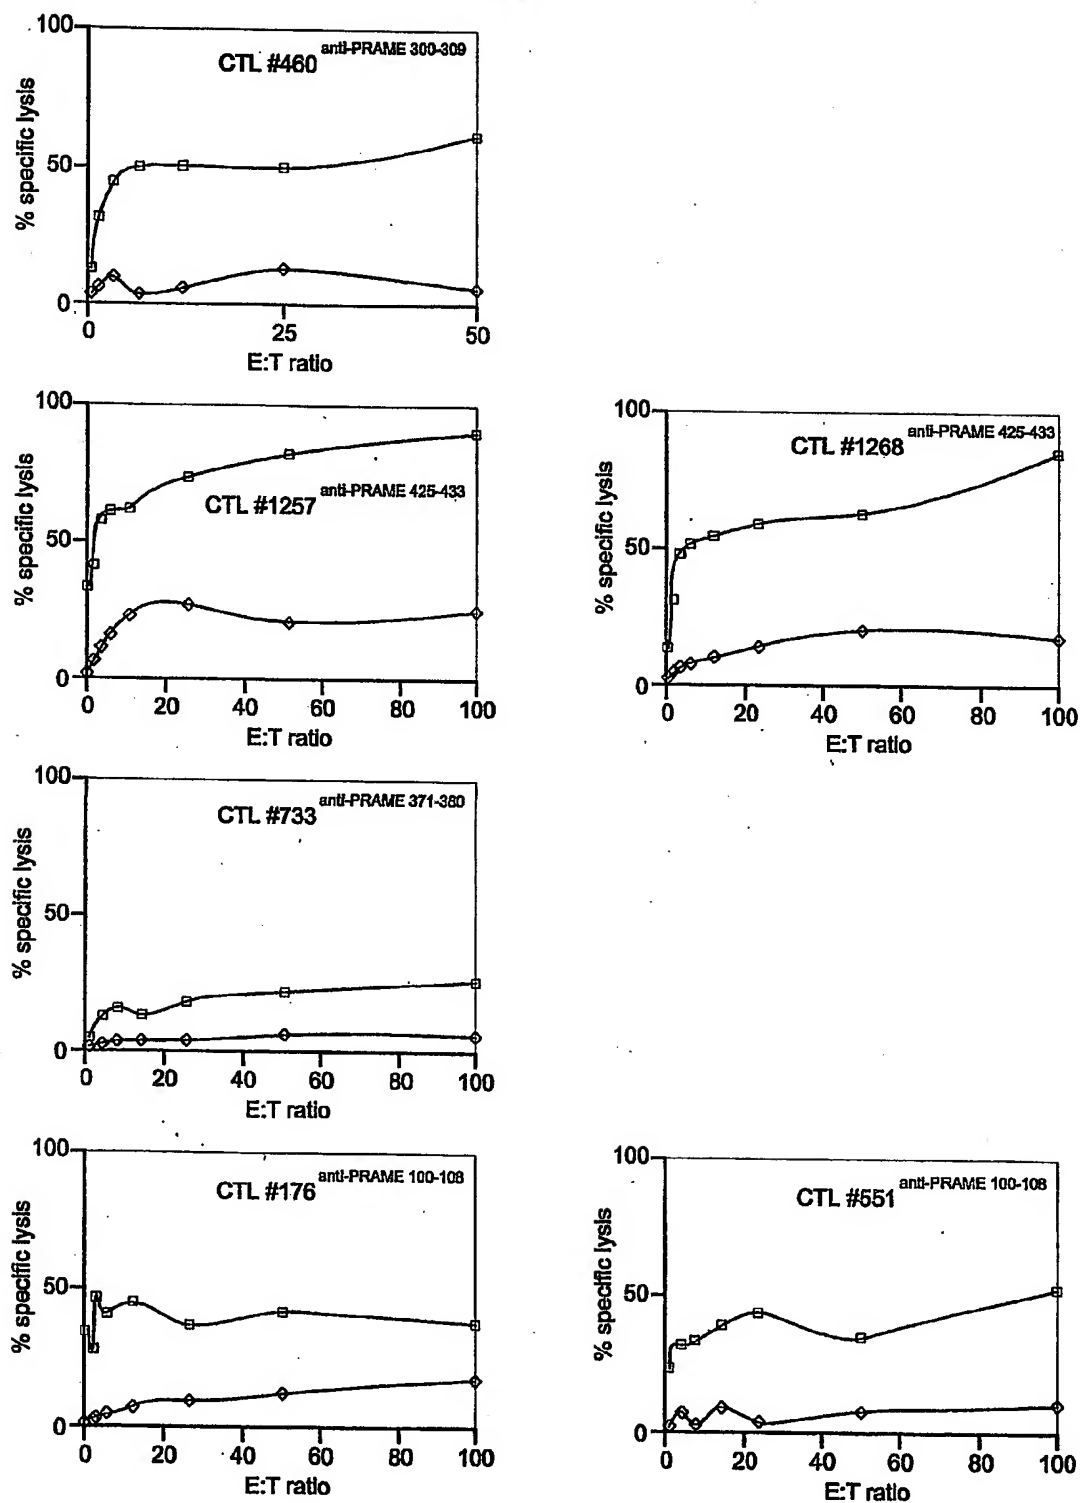 CTL #460 anti-PRAME 300-309
% specific lysis
100
50
0
0 25 50
E:T ratio
CTL #1257 anti-PRAME 425-433
% specific lysis
100
50
0
0 20 40 60 80 100
E:T ratio
CTL #1268 anti-PRAME 425-433
% specific lysis
100
50
0
0 20 40 60 80 100
E:T ratio
CTL #733 anti-PRAME 371-380
% specific lysis
100
50
0
0 20 40 60 80 100
E:T ratio
CTL #176 anti-PRAME 100-108
% specific lysis
100
50
0
0 20 40 60 80 100
E:T ratio
CTL #551 anti-PRAME 100-108
% specific lysis
100
50
0
0 20 40 60 80 100
E:T ratio